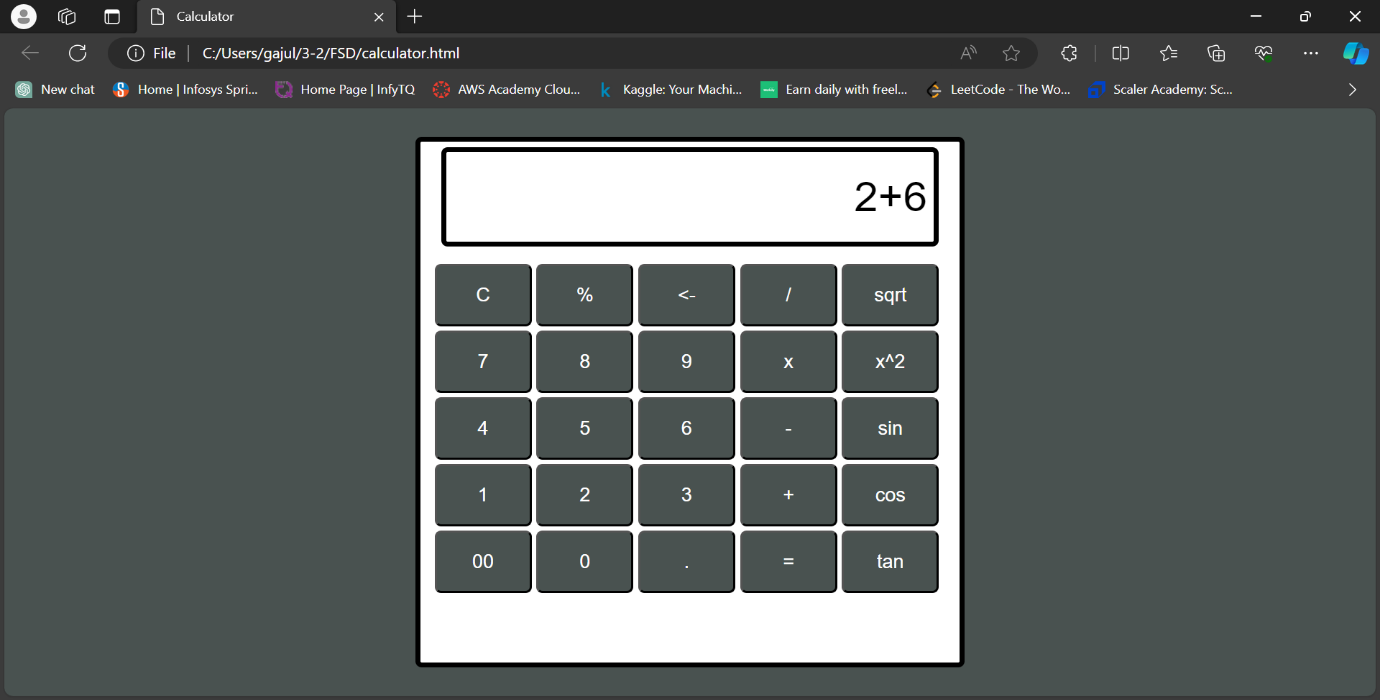 Calculator
File C:/Users/gajul/3-2/FSD/calculator.html
New chat Home | Infosys Spri... Home Page | InfyTQ AWS Academy Clou... Kaggle: Your Machi... Earn daily with freel... LeetCode - The Wo... Scaler Academy: Sc...
2+6
C % <- / sqrt
7 8 9 x x^2
4 5 6 - sin
1 2 3 + cos
00 0 . = tan